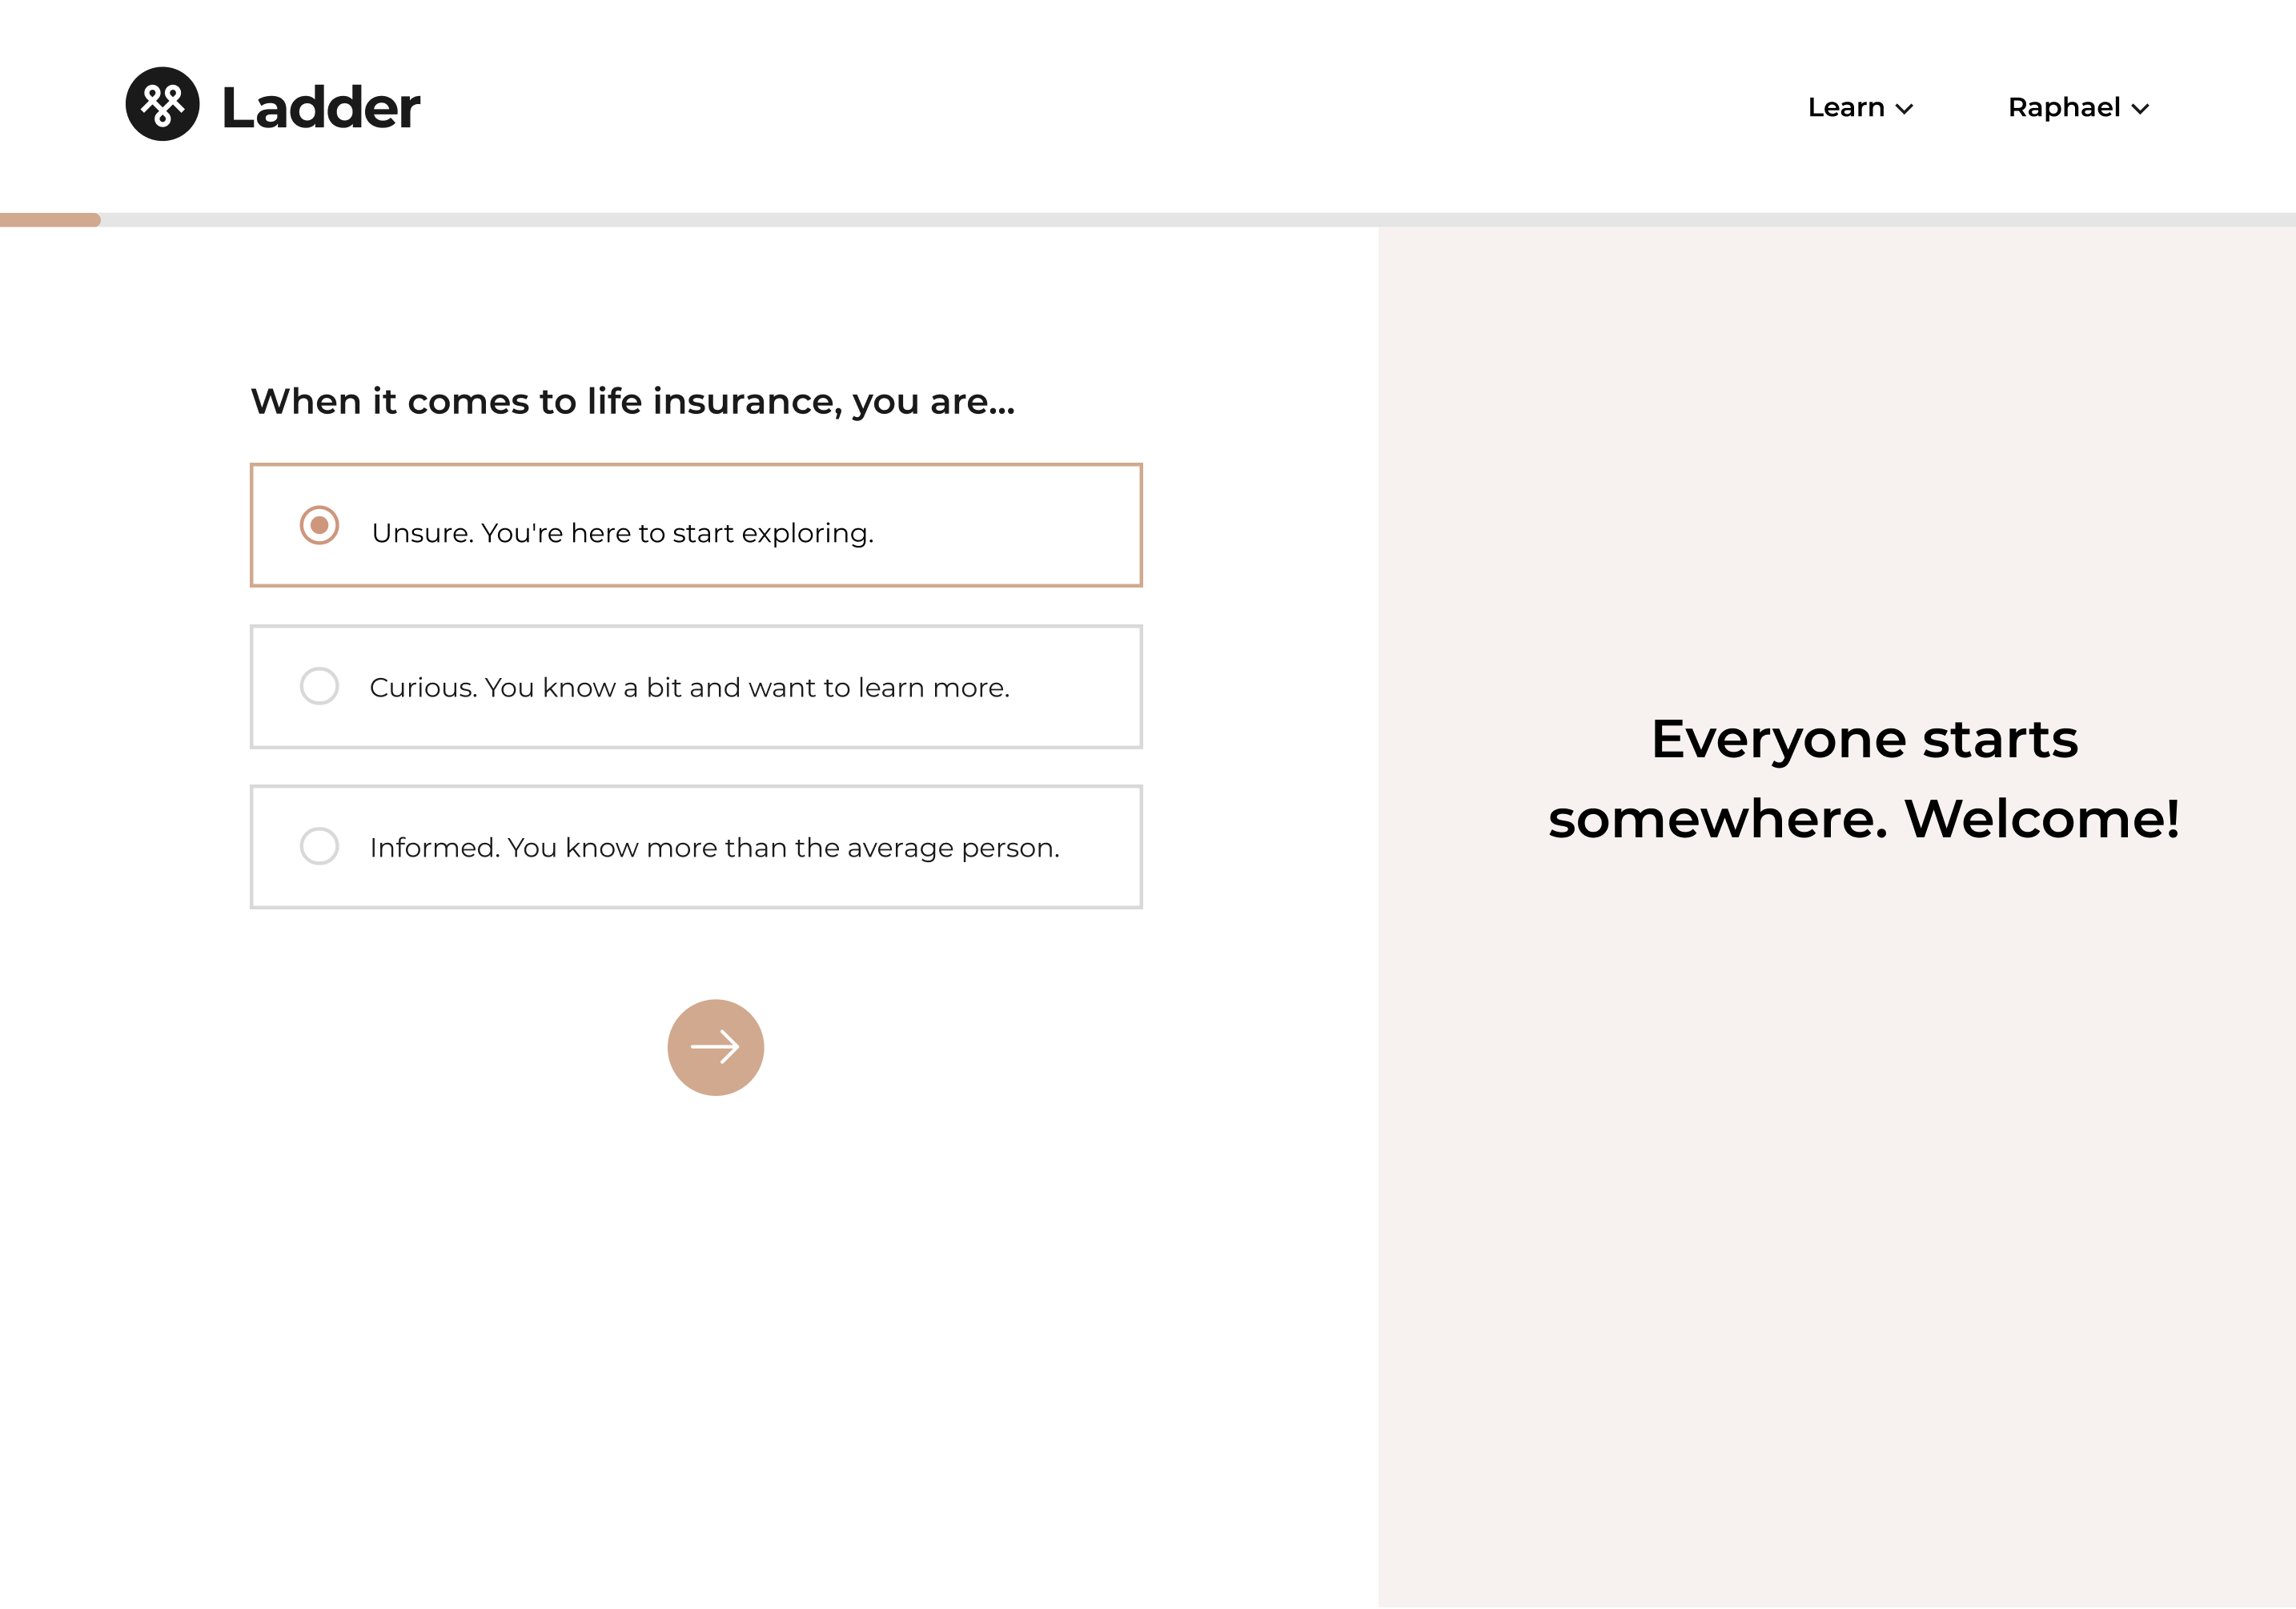 Ladder
Learn
Raphael
When it comes to life insurance, you are...
Unsure. You're here to start exploring.
Curious. You know a bit and want to learn more.
Informed. You know more than the average person.
Everyone starts
somewhere. Welcome!